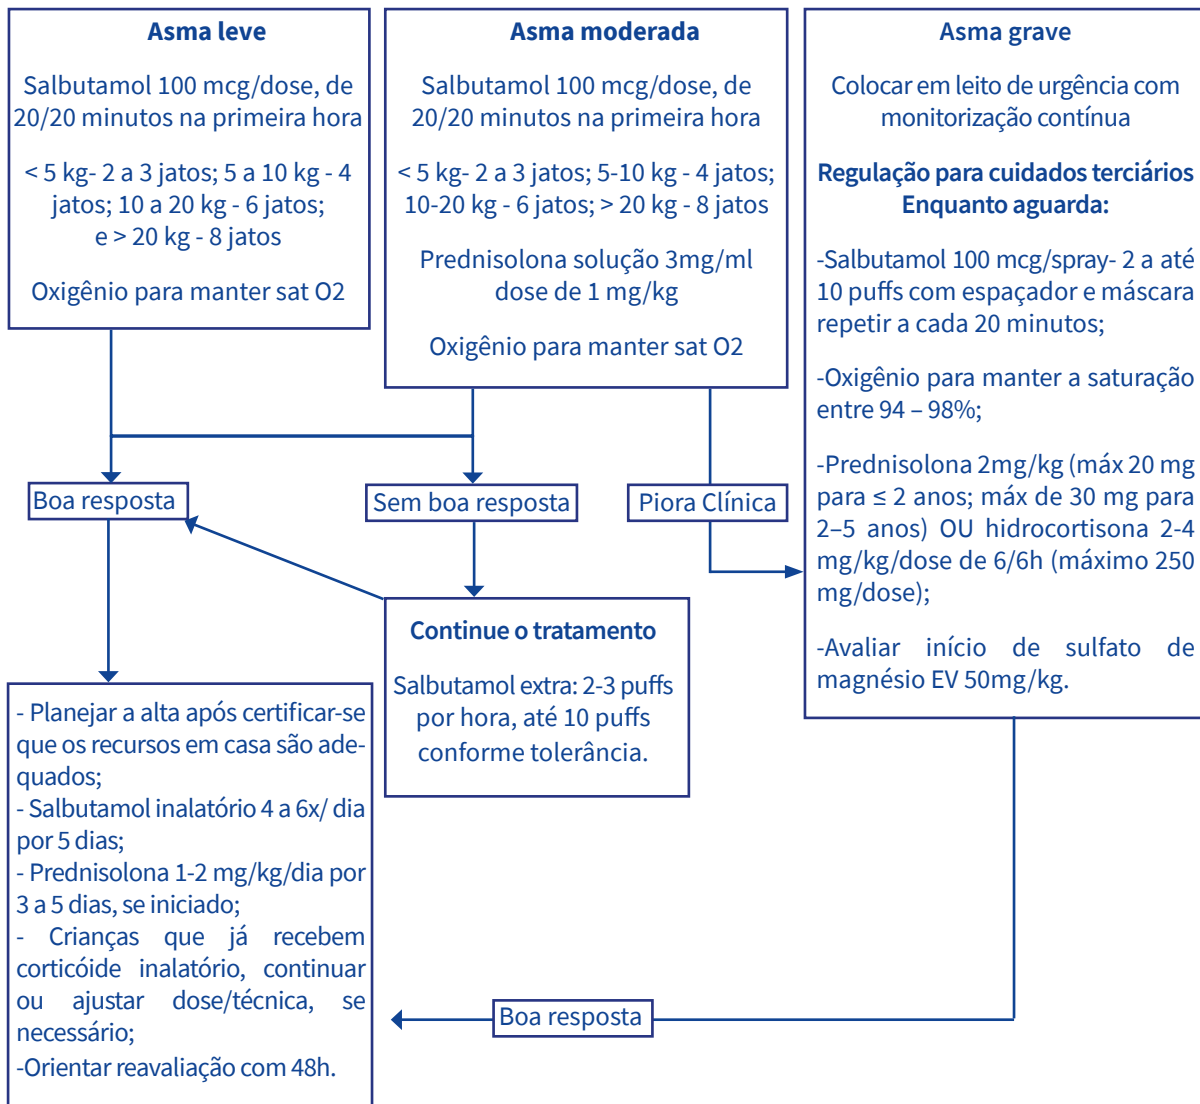 Asma leve
Salbutamol 100 mcg/dose, de
20/20 minutos na primeira hora
< 5 kg- 2 a 3 jatos; 5 a 10 kg - 4
jatos; 10 a 20 kg - 6 jatos;
e > 20 kg - 8 jatos
Oxigênio para manter sat O2
Asma moderada
Salbutamol 100 mcg/dose, de
20/20 minutos na primeira hora
< 5 kg- 2 a 3 jatos; 5-10 kg - 4 jatos;
10-20 kg - 6 jatos; > 20 kg - 8 jatos
Prednisolona solução 3mg/ml
dose de 1 mg/kg
Oxigênio para manter sat O2
Asma grave
Colocar em leito de urgência com
monitorização contínua
Regulação para cuidados terciários
Enquanto aguarda:
-Salbutamol 100 mcg/spray- 2 a até
10 puffs com espaçador e máscara
repetir a cada 20 minutos;
-Oxigênio para manter a saturação
entre 94 – 98%;
-Prednisolona 2mg/kg (máx 20 mg
para ≤ 2 anos; máx de 30 mg para
2–5 anos) OU hidrocortisona 2-4
mg/kg/dose de 6/6h (máximo 250
mg/dose);
-Avaliar início de sulfato de
magnésio EV 50mg/kg.
Boa resposta
Sem boa resposta
Piora Clínica
Continue o tratamento
Salbutamol extra: 2-3 puffs
por hora, até 10 puffs
conforme tolerância.
- Planejar a alta após certificar-se
que os recursos em casa são ade-
quados;
- Salbutamol inalatório 4 a 6x/ dia
por 5 dias;
- Prednisolona 1-2 mg/kg/dia por
3 a 5 dias, se iniciado;
- Crianças que já recebem
corticóide inalatório, continuar
ou ajustar dose/técnica, se
necessário;
-Orientar reavaliação com 48h.
Boa resposta